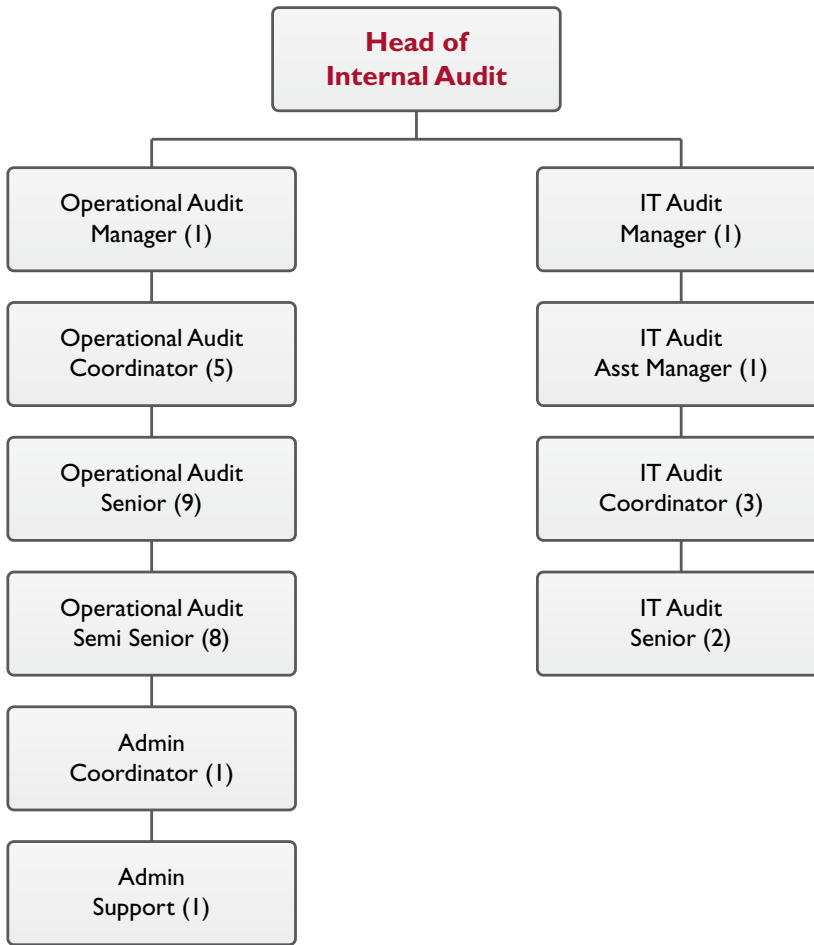 Head of
Internal Audit
Operational Audit
Manager (1)
IT Audit
Manager (1)
Operational Audit
Coordinator (5)
IT Audit
Asst Manager (1)
Operational Audit
Senior (9)
IT Audit
Coordinator (3)
Operational Audit
Semi Senior (8)
IT Audit
Senior (2)
Admin
Coordinator (1)
Admin
Support (1)